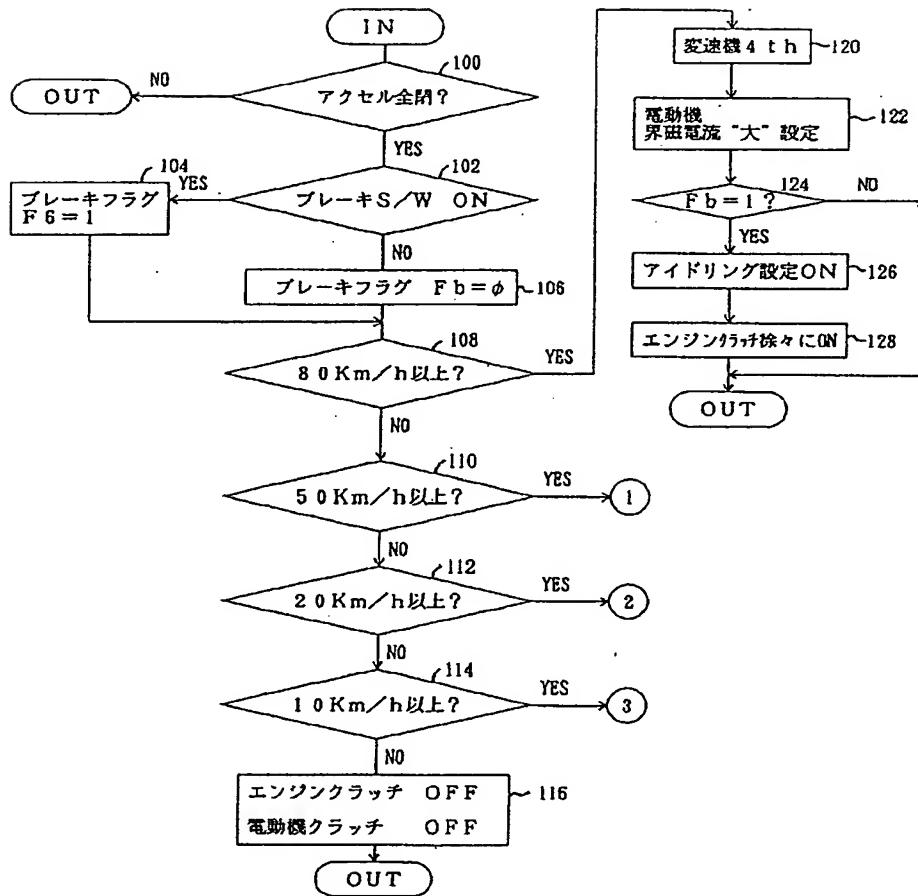 IN
100
アクセル全閉?
NO
OUT
YES
102
ブレーキS/W ON
YES
104
ブレーキフラグ
F6=1
NO
ブレーキフラグ Fb=φ
106
108
80Km/h以上?
YES
NO
110
50Km/h以上?
YES
1
NO
112
20Km/h以上?
YES
2
NO
114
10Km/h以上?
YES
3
NO
エンジンクラッチ OFF
電動機クラッチ OFF
116
OUT
変速機4th
120
電動機
界磁電流“大”設定
122
124
Fb=1?
NO
YES
アイドリング設定ON
126
エンジンクラッチ徐々にON
128
OUT